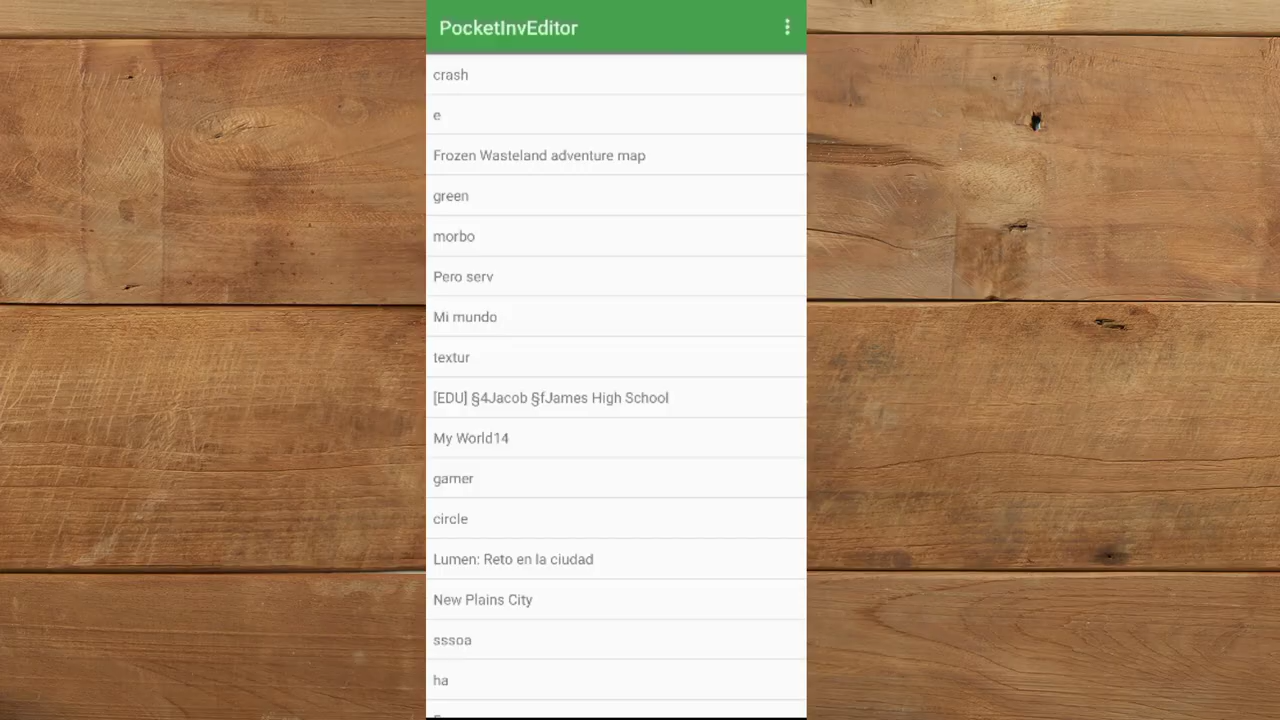 PocketInvEditor
crash
e
Frozen Wasteland adventure map
green
morbo
Pero serv
Mi mundo
textur
[EDU] §4Jacob §fJames High School
My World14
gamer
circle
Lumen: Reto en la ciudad
New Plains City
sssoa
ha